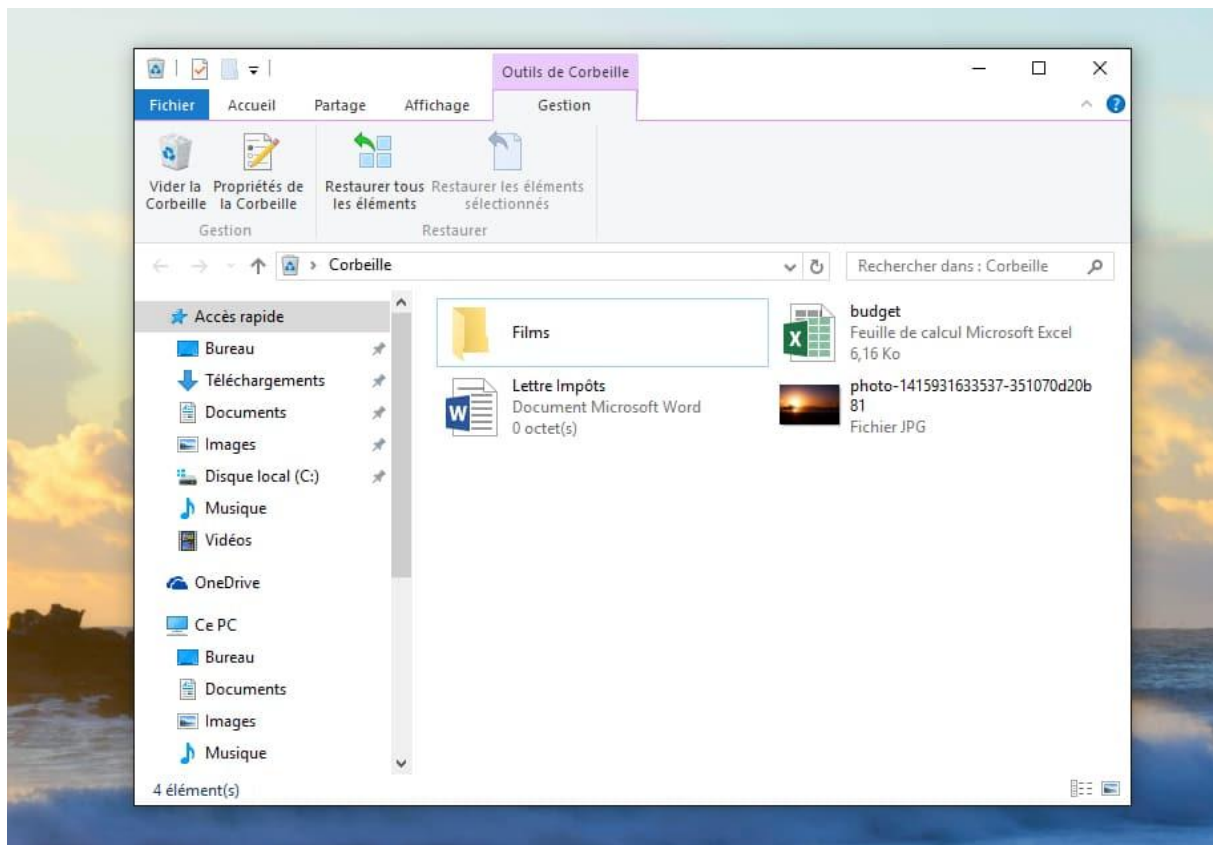 Outils de Corbeille
Fichier Accueil Partage Affichage Gestion
Vider la Corbeille
Propriétés de la Corbeille
Restaurer tous les éléments
Restaurer les éléments sélectionnés
Gestion
Restaurer
Corbeille
Rechercher dans : Corbeille
Accès rapide
Bureau
Téléchargements
Documents
Images
Disque local (C:)
Musique
Vidéos
OneDrive
Ce PC
Bureau
Documents
Images
Musique
Films
budget
Feuille de calcul Microsoft Excel
6,16 Ko
Lettre Impôts
Document Microsoft Word
0 octet(s)
photo-1415931633537-351070d20b
81
Fichier JPG
4 élément(s)